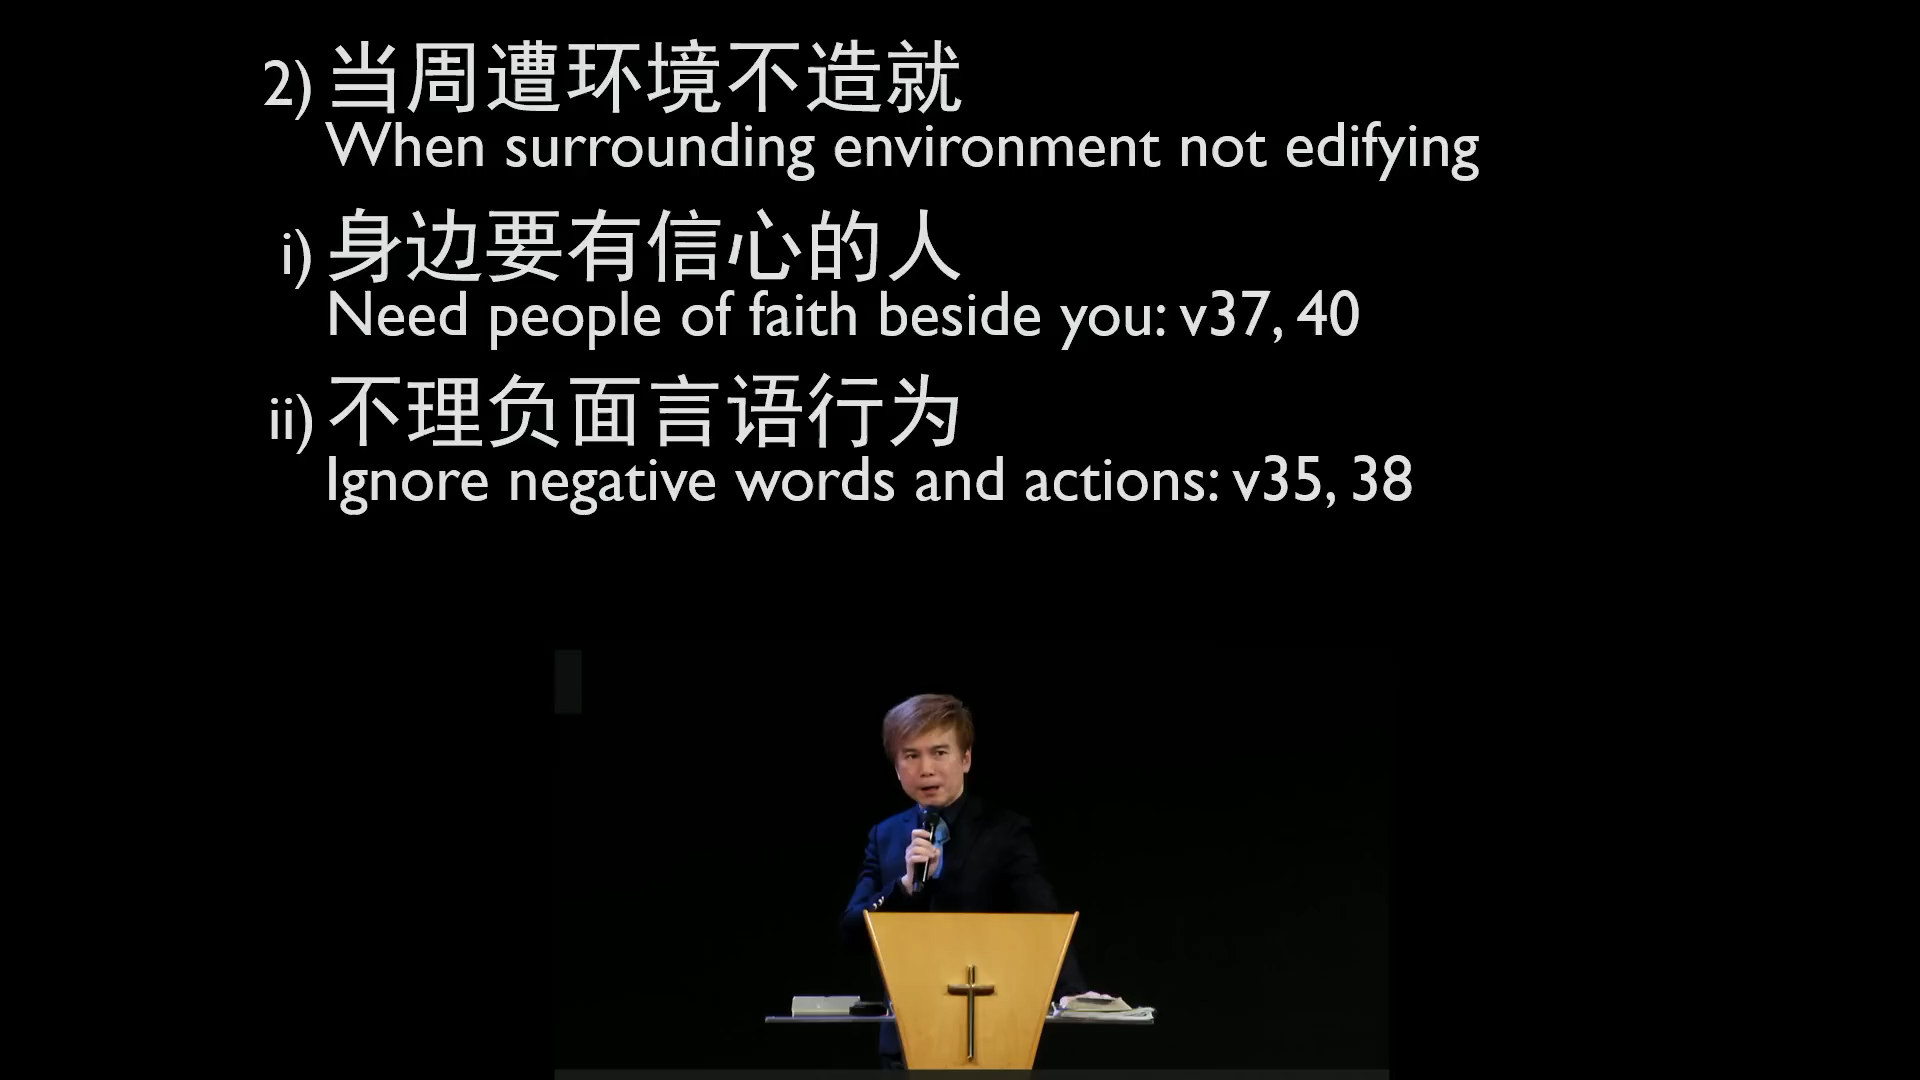 2) 当周遭环境不造就
When surrounding environment not edifying
i) 身边要有信心的人
Need people of faith beside you: v37, 40
ii) 不理负面言语行为
Ignore negative words and actions: v35, 38